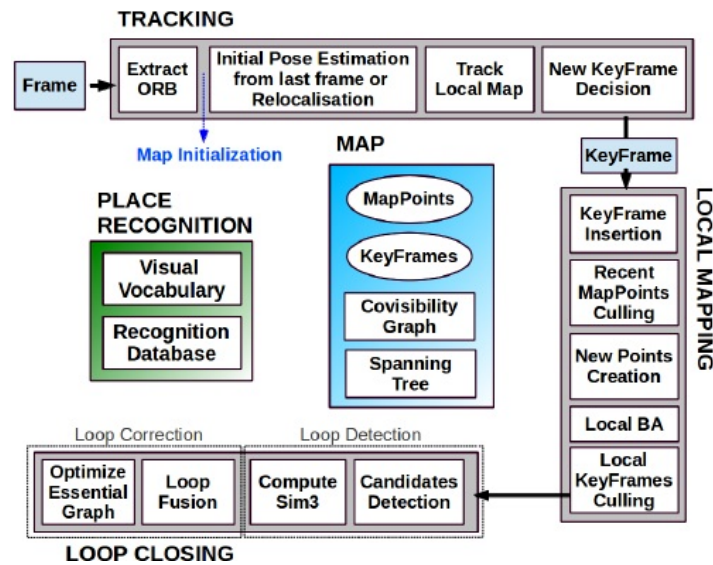 TRACKING
Frame
Extract
ORB
Initial Pose Estimation
from last frame or
Relocalisation
Track
Local Map
New KeyFrame
Decision
Map Initialization
KeyFrame
MAP
MapPoints
KeyFrames
Covisibility
Graph
Spanning
Tree
PLACE
RECOGNITION
Visual
Vocabulary
Recognition
Database
LOCAL MAPPING
KeyFrame
Insertion
Recent
MapPoints
Culling
New Points
Creation
Local BA
Local
KeyFrames
Culling
Loop Correction
Loop Detection
Optimize
Essential
Graph
Loop
Fusion
Compute
Sim3
Candidates
Detection
LOOP CLOSING